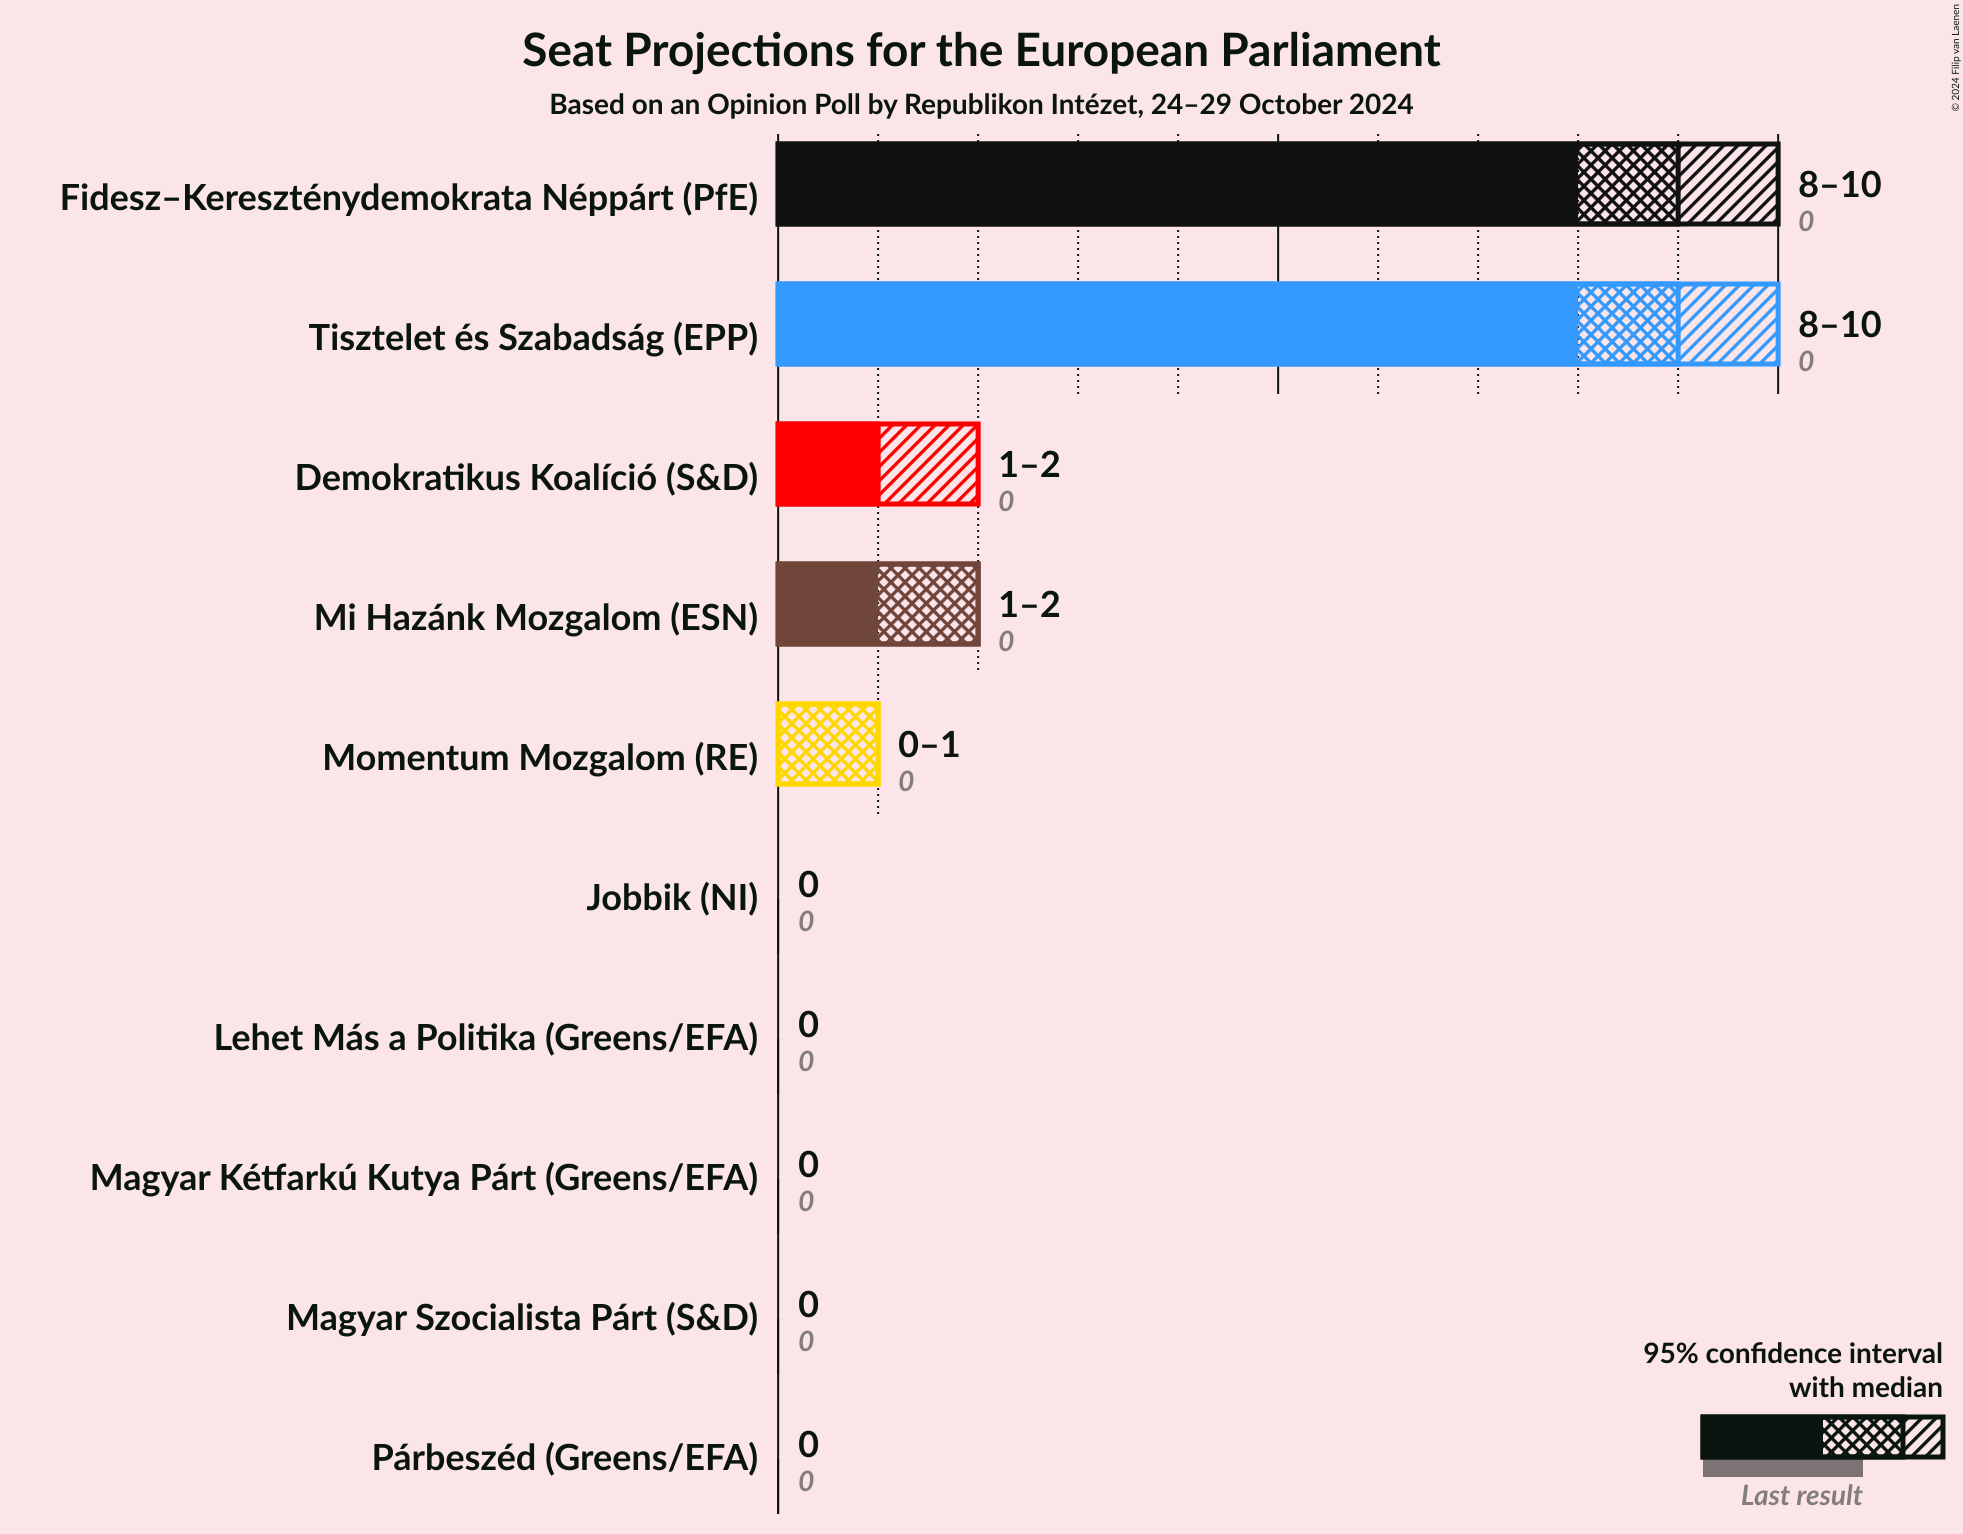 Seat Projections for the European Parliament
Based on an Opinion Poll by Republikon Intézet, 24–29 October 2024
© 2024 Filip van Laenen
Fidesz–Kereszténydemokrata Néppárt (PfE)
8–10
0
Tisztelet és Szabadság (EPP)
8–10
0
Demokratikus Koalíció (S&D)
1–2
0
Mi Hazánk Mozgalom (ESN)
1–2
0
Momentum Mozgalom (RE)
0–1
0
Jobbik (NI)
0
0
Lehet Más a Politika (Greens/EFA)
0
0
Magyar Kétfarkú Kutya Párt (Greens/EFA)
0
0
Magyar Szocialista Párt (S&D)
0
0
Párbeszéd (Greens/EFA)
0
0
95% confidence interval
with median
Last result